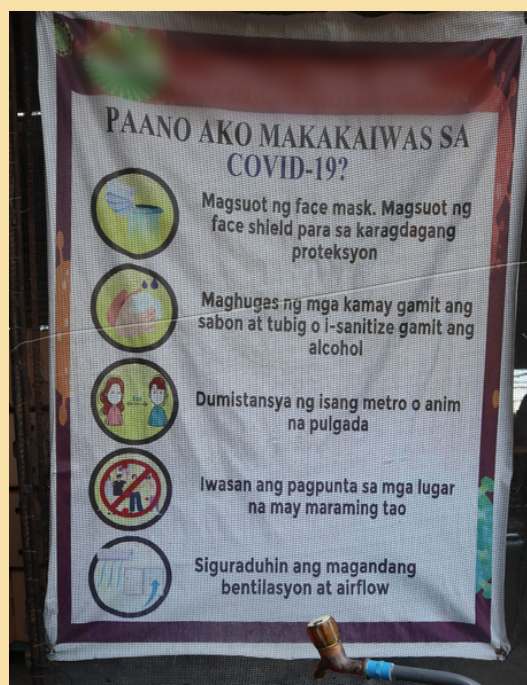 PAANO AKO MAKAKAIWAS SA
COVID-19?
Magsuot ng face mask. Magsuot ng
face shield para sa karagdagang
proteksyon
Maghugas ng mga kamay gamit ang
sabon at tubig o i-sanitize gamit ang
alcohol
Dumistansya ng isang metro o anim
na pulgada
Iwasan ang pagpunta sa mga lugar
na may maraming tao
Siguraduhin ang magandang
bentilasyon at airflow